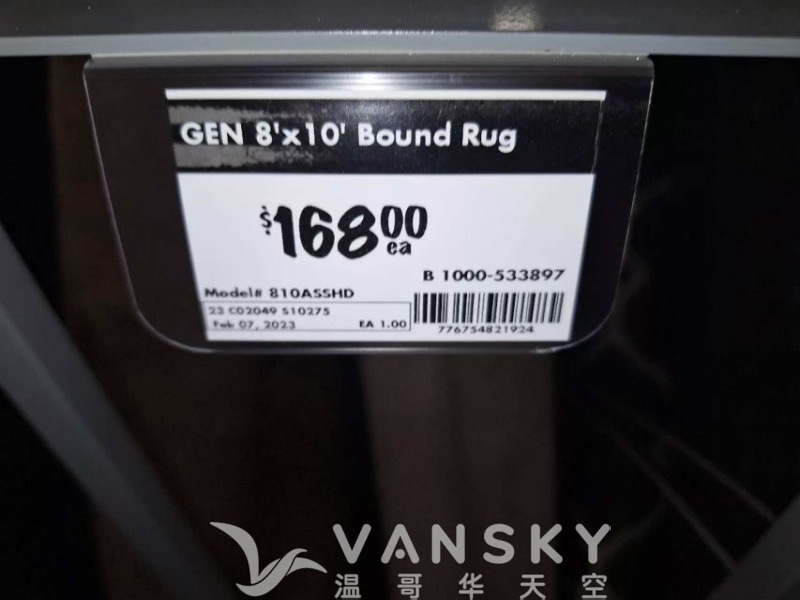 GEN 8'x10' Bound Rug
$168.00
ea
B 1000-533897
Model# 810ASSHD
23 C02049 S10275
Feb 07, 2023 EA 1.00
776754821924
VANSKY
温哥华天空